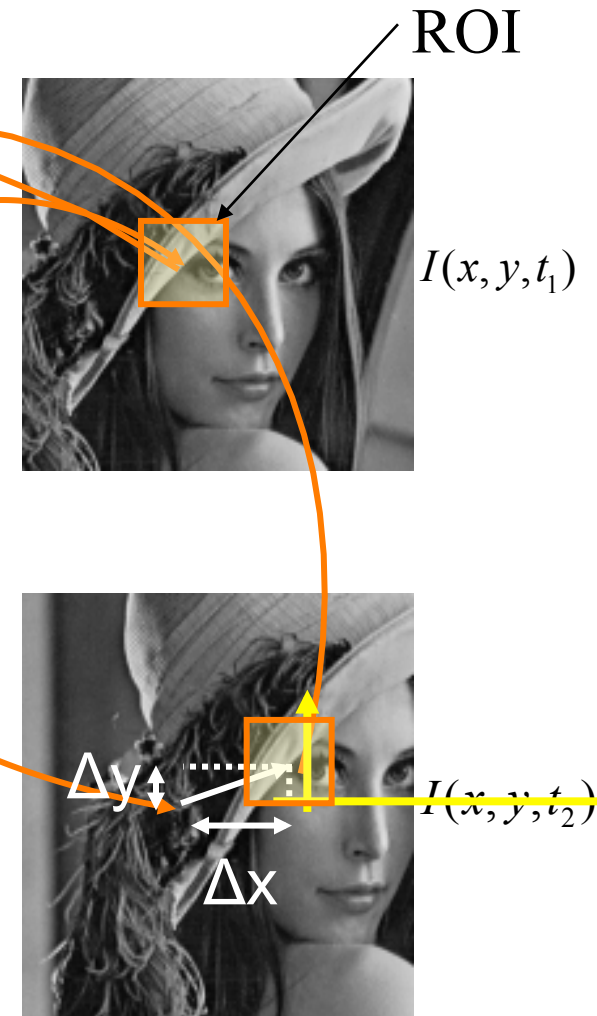 ROI
I(x, y, t₁)
Δy
I(x, y, t₂)
Δx